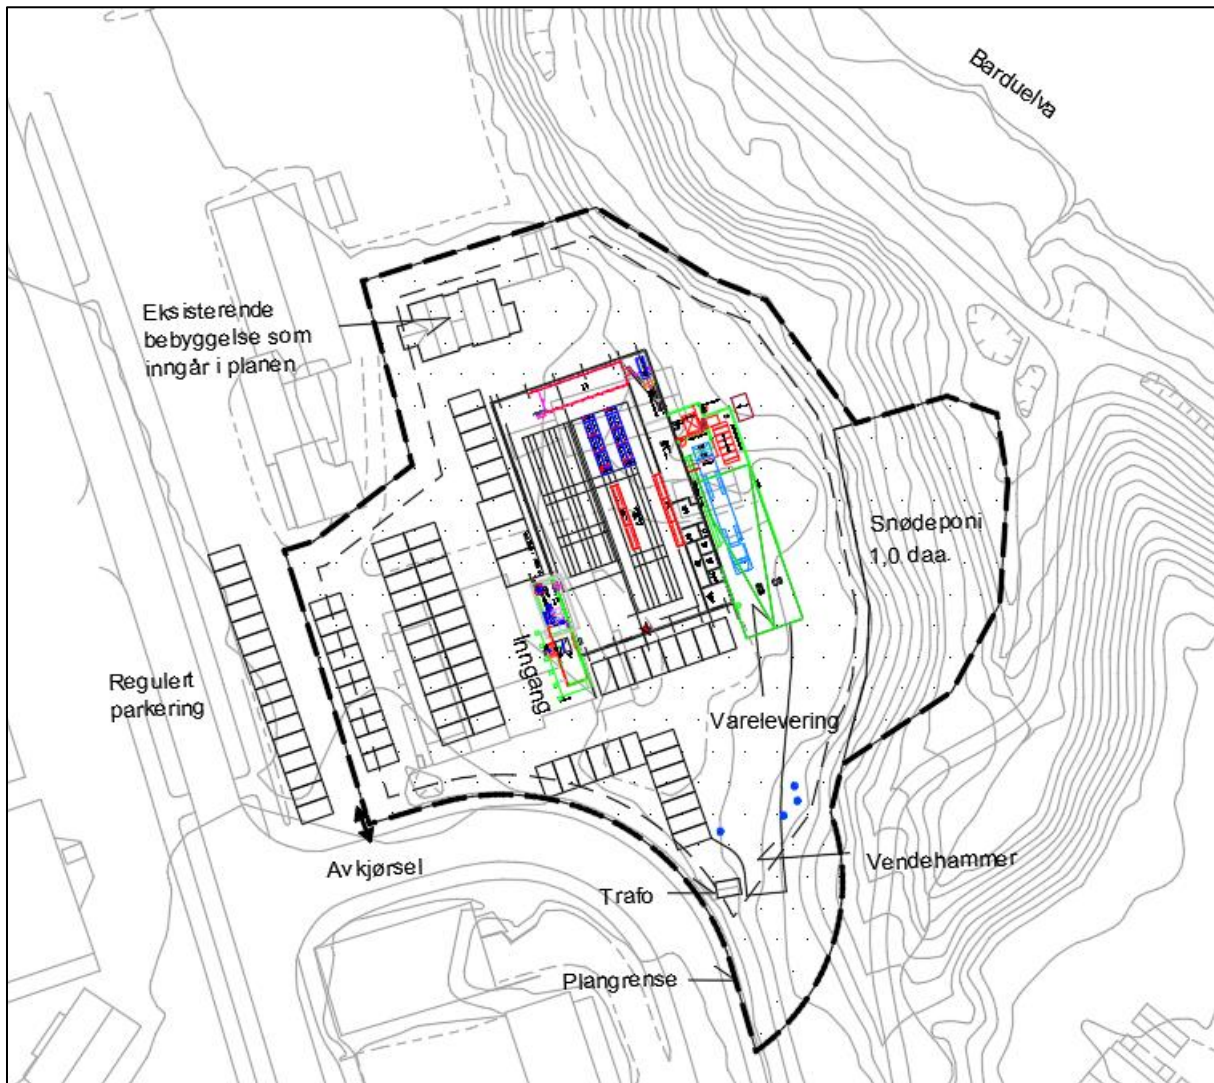 Barduelva
Eksisterende
bebyggelse som
inngår i planen
Snødeponi
1,0 daa.
Inngang
Regulert
parkering
Varelevering
Avkjørsel
Vendehammer
Trafo
Plangrense